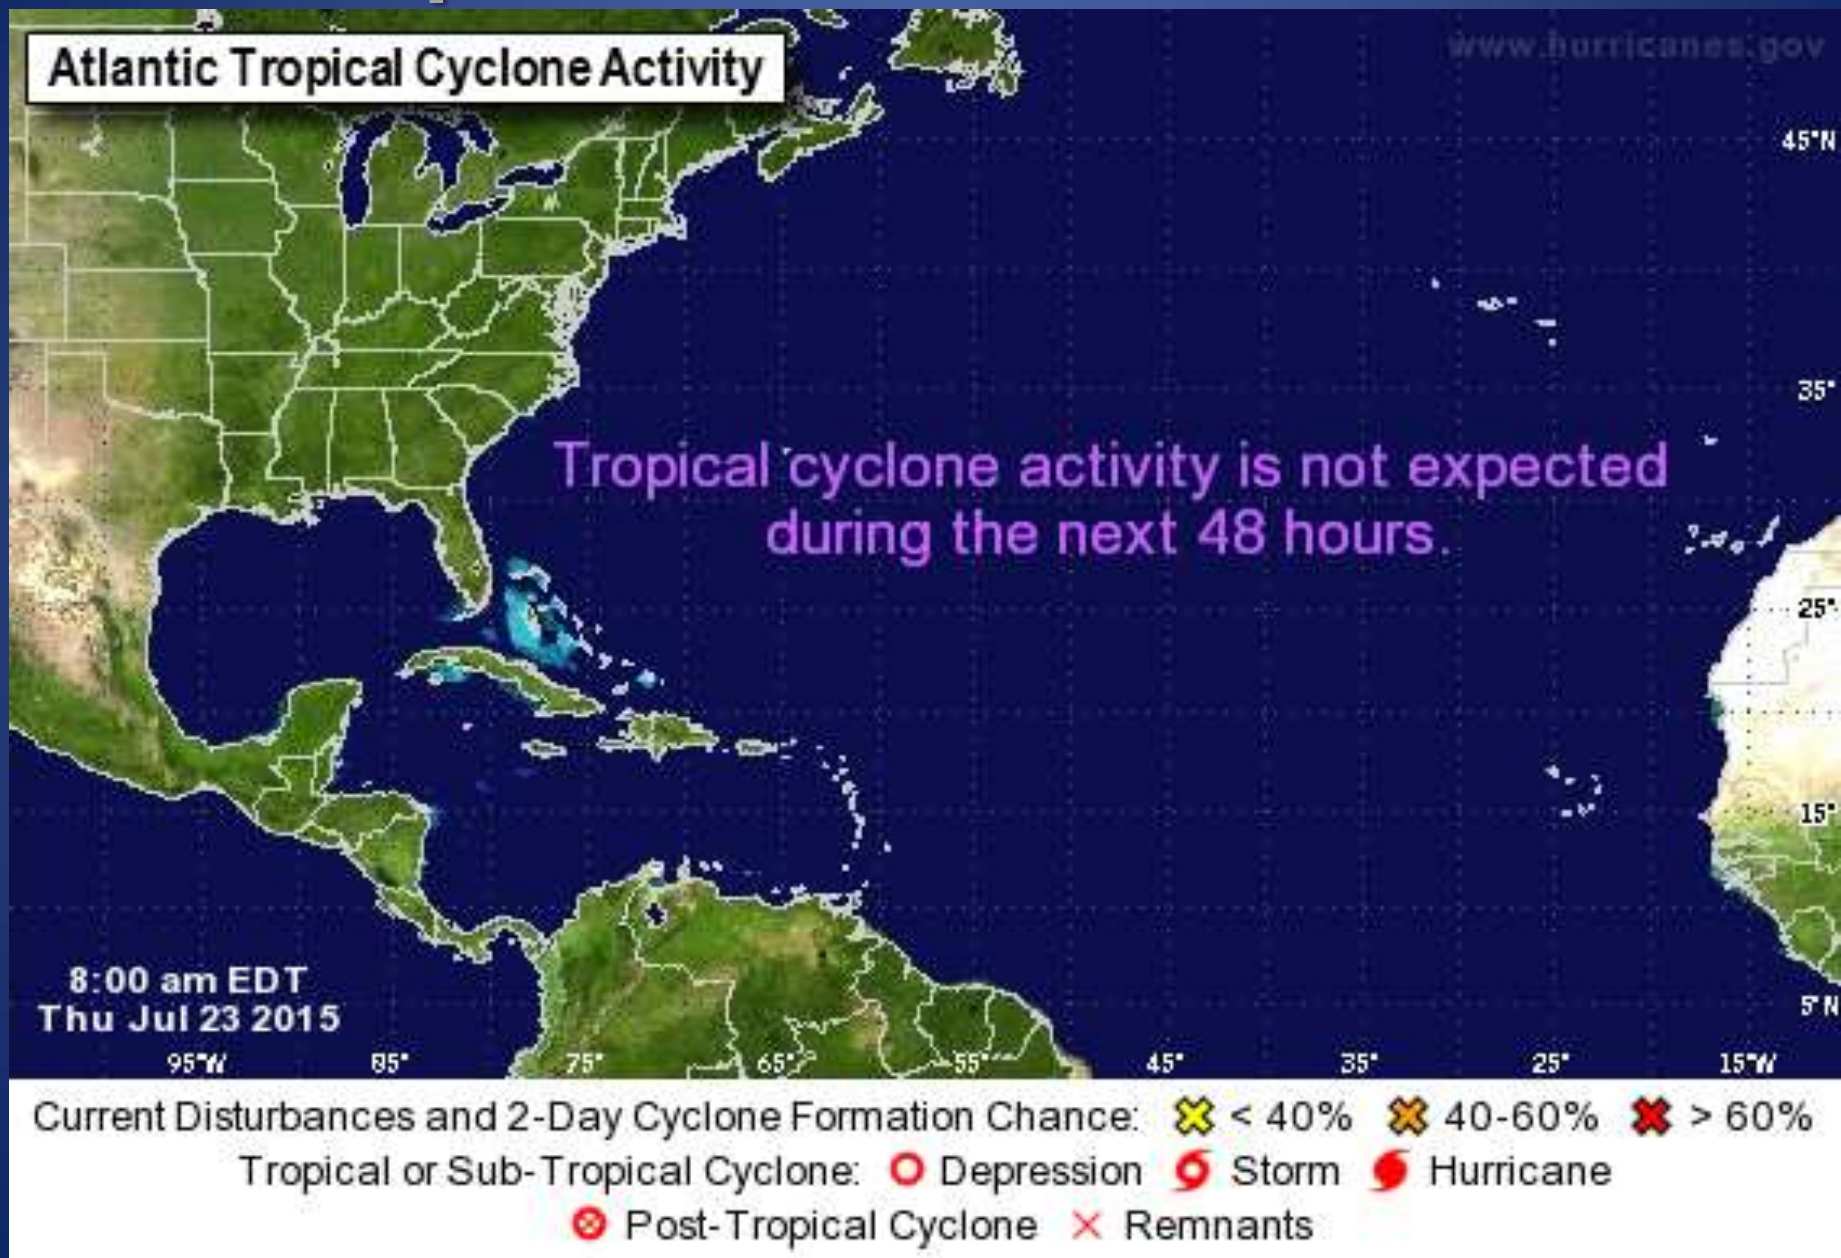 Atlantic Tropical Cyclone Activity
www.hurricanes.gov
45°N
35°
Tropical cyclone activity is not expected
during the next 48 hours.
25°
15°
8:00 am EDT
Thu Jul 23 2015
5°N
95°W 85° 75° 65° 55° 45° 35° 25° 15°W
Current Disturbances and 2-Day Cyclone Formation Chance: < 40% 40-60% > 60%
Tropical or Sub-Tropical Cyclone: Depression Storm Hurricane
Post-Tropical Cyclone Remnants